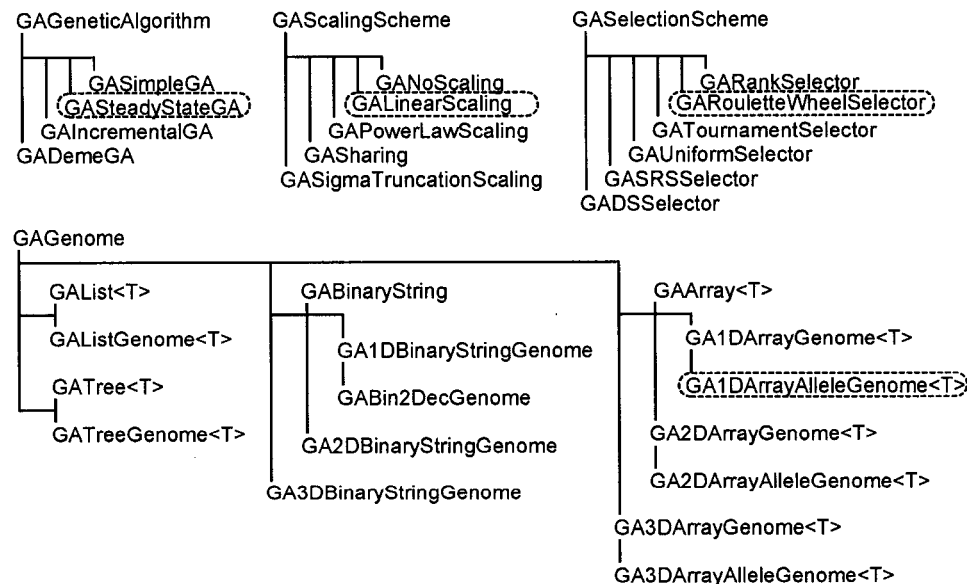 GAGeneticAlgorithm
GASimpleGA
GASteadyStateGA
GAIncrementalGA
GADemeGA
GAScalingScheme
GANoScaling
GALinearScaling
GAPowerLawScaling
GASharing
GASigmaTruncationScaling
GASelectionScheme
GARankSelector
GARouletteWheelSelector
GATournamentSelector
GAUniformSelector
GASRSSelector
GADSSelector
GAGenome
GAList<T>
GAListGenome<T>
GATree<T>
GATreeGenome<T>
GABinaryString
GA1DBinaryStringGenome
GABin2DecGenome
GA2DBinaryStringGenome
GA3DBinaryStringGenome
GAArray<T>
GA1DArrayGenome<T>
GA1DArrayAlleleGenome<T>
GA2DArrayGenome<T>
GA2DArrayAlleleGenome<T>
GA3DArrayGenome<T>
GA3DArrayAlleleGenome<T>